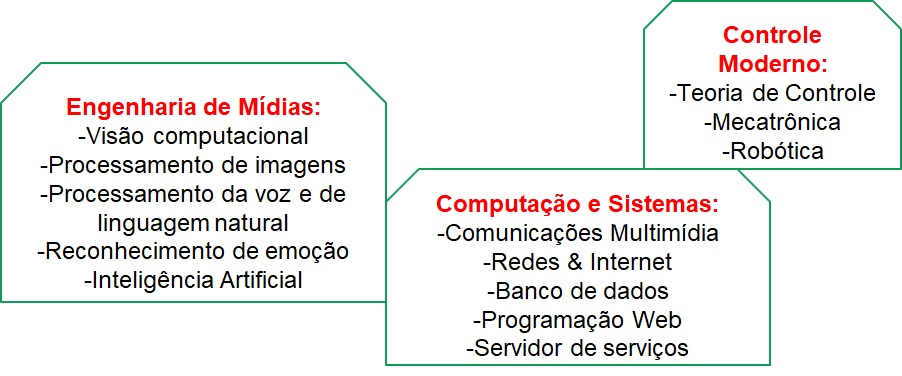 Engenharia de Mídias:
-Visão computacional
-Processamento de imagens
-Processamento da voz e de
linguagem natural
-Reconhecimento de emoção
-Inteligência Artificial
Computação e Sistemas:
-Comunicações Multimídia
-Redes & Internet
-Banco de dados
-Programação Web
-Servidor de serviços
Controle
Moderno:
-Teoria de Controle
-Mecatrônica
-Robótica